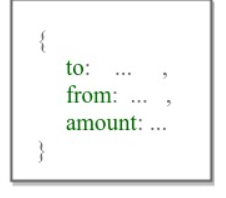 {
to: ... ,
from: ... ,
amount: ...
}